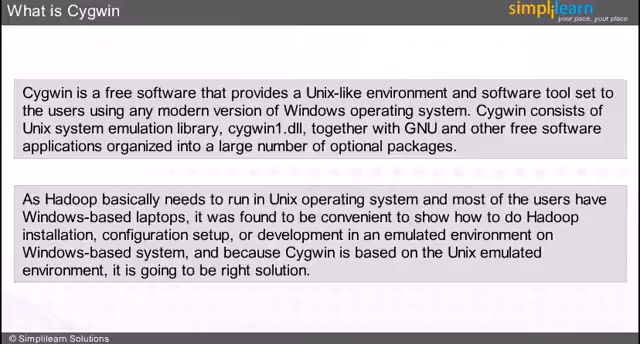 What is Cygwin
simplilearn
your pace, your place
Cygwin is a free software that provides a Unix-like environment and software tool set to
the users using any modern version of Windows operating system. Cygwin consists of
Unix system emulation library, cygwin1.dll, together with GNU and other free software
applications organized into a large number of optional packages.
As Hadoop basically needs to run in Unix operating system and most of the users have
Windows-based laptops, it was found to be convenient to show how to do Hadoop
installation, configuration setup, or development in an emulated environment on
Windows-based system, and because Cygwin is based on the Unix emulated
environment, it is going to be right solution.
© Simplilearn Solutions